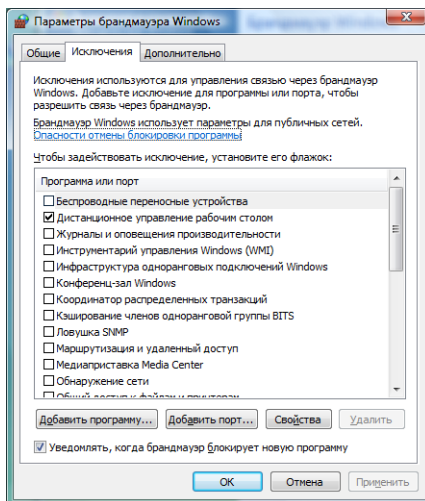 Параметры брандмауэра Windows
Общие Исключения Дополнительно
Исключения используются для управления связью через брандмауэр
Windows. Добавьте исключение для программы или порта, чтобы
разрешить связь через брандмауэр.
Брандмауэр Windows использует параметры для публичных сетей.
Опасности отмены блокировки программы
Чтобы задействовать исключение, установите его флажок:
Программа или порт
Беспроводные переносные устройства
Дистанционное управление рабочим столом
Журналы и оповещения производительности
Инструментарий управления Windows (WMI)
Инфраструктура одноранговых подключений Windows
Конференц-зал Windows
Координатор распределенных транзакций
Кэширование членов одноранговой группы BITS
Ловушка SNMP
Маршрутизация и удаленный доступ
Медиаприставка Media Center
Обнаружение сети
Общий доступ к файлам и принтерам
Добавить программу... Добавить порт... Свойства Удалить
Уведомлять, когда брандмауэр блокирует новую программу
ОК Отмена Применить